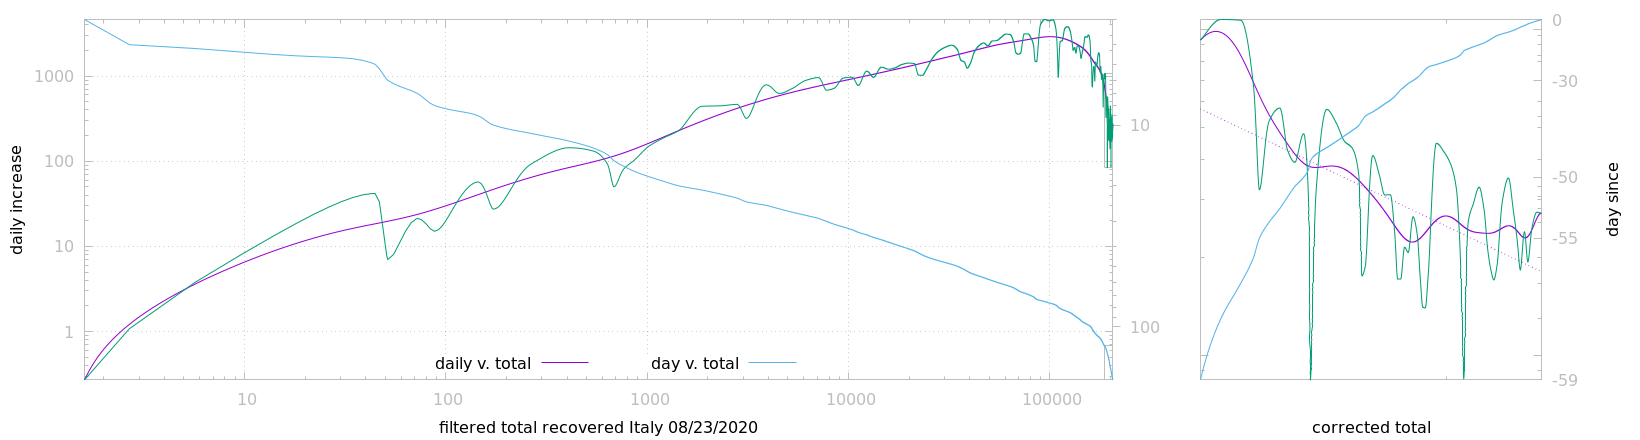 daily increase
1000
100
10
1
daily v. total
day v. total
10
100
1000
10000
100000
filtered total recovered Italy 08/23/2020
10
100
0
-30
-50
-55
-59
day since
corrected total